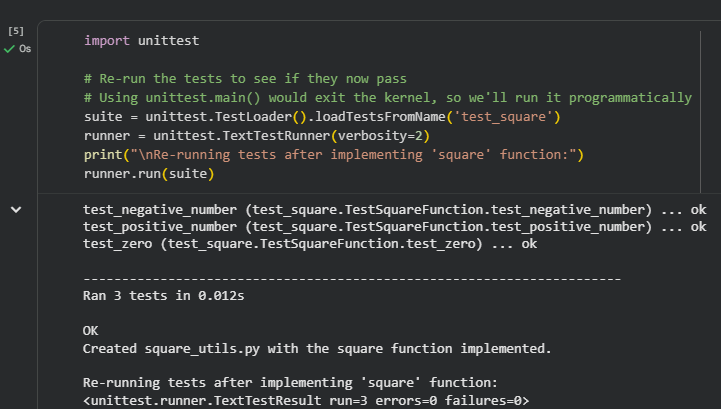 [5]
0s
import unittest
# Re-run the tests to see if they now pass
# Using unittest.main() would exit the kernel, so we'll run it programmatically
suite = unittest.TestLoader().loadTestsFromName('test_square')
runner = unittest.TextTestRunner(verbosity=2)
print("\nRe-running tests after implementing 'square' function:")
runner.run(suite)
test_negative_number (test_square.TestSquareFunction.test_negative_number) ... ok
test_positive_number (test_square.TestSquareFunction.test_positive_number) ... ok
test_zero (test_square.TestSquareFunction.test_zero) ... ok
----------------------------------------------------------------------
Ran 3 tests in 0.012s
OK
Created square_utils.py with the square function implemented.
Re-running tests after implementing 'square' function:
<unittest.runner.TextTestResult run=3 errors=0 failures=0>